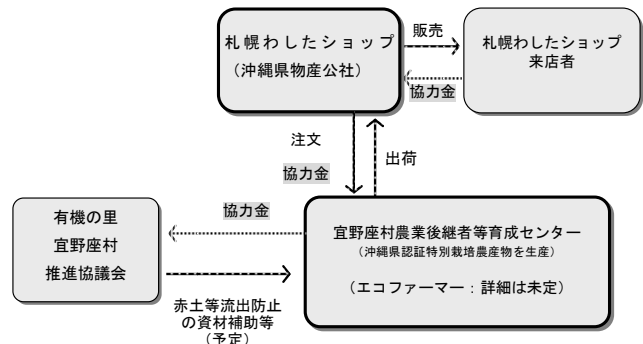 札幌わしたショップ
（沖縄県物産公社）
販売
協力金
札幌わしたショップ
来店者
注文
協力金
出荷
有機の里
宜野座村
推進協議会
協力金
赤土等流出防止
の資材補助等
（予定）
宜野座村農業後継者等育成センター
（沖縄県認証特別栽培農産物を生産）
（エコファーマー：詳細は未定）